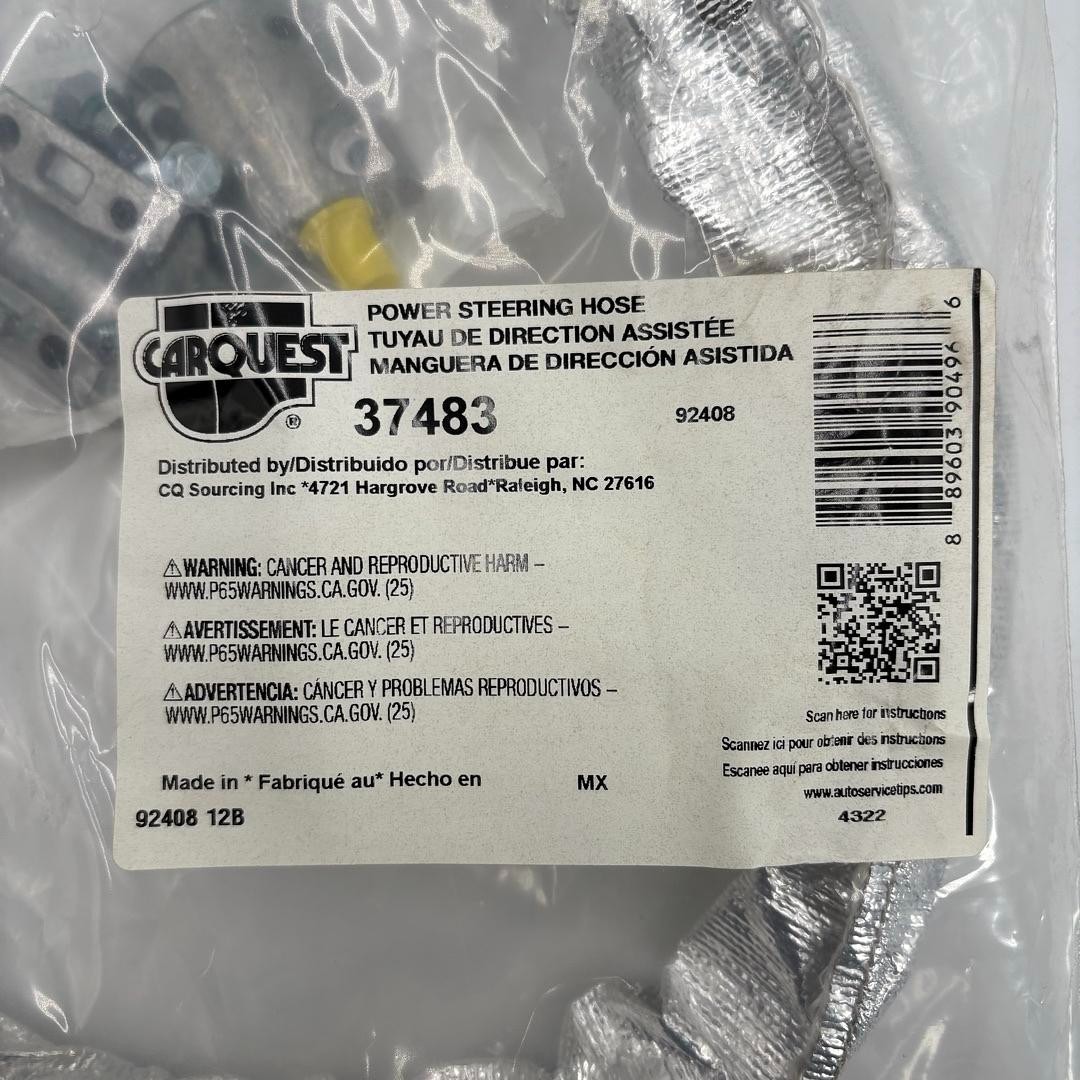 CARQUEST
®
POWER STEERING HOSE
TUYAU DE DIRECTION ASSISTÉE
MANGUERA DE DIRECCIÓN ASISTIDA
37483
92408
Distributed by/Distribuido por/Distribue par:
CQ Sourcing Inc *4721 Hargrove Road*Raleigh, NC 27616
8 89603 90496 6
⚠WARNING: CANCER AND REPRODUCTIVE HARM –
WWW.P65WARNINGS.CA.GOV. (25)
⚠AVERTISSEMENT: LE CANCER ET REPRODUCTIVES –
WWW.P65WARNINGS.CA.GOV. (25)
⚠ADVERTENCIA: CÁNCER Y PROBLEMAS REPRODUCTIVOS –
WWW.P65WARNINGS.CA.GOV. (25)
Scan here for instructions
Scannez ici pour obtenir des instructions
Escanee aquí para obtener instrucciones
www.autoservicetips.com
4322
Made in * Fabriqué au* Hecho en MX
92408 12B